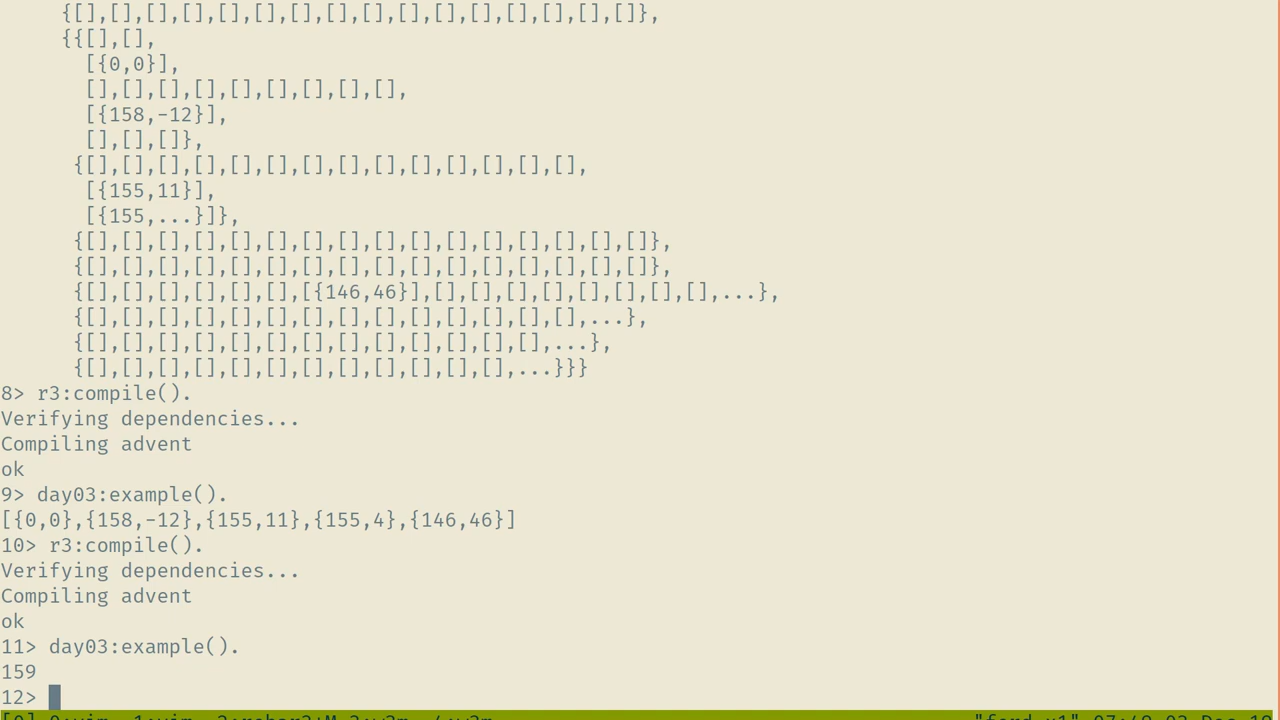 {[],[],[],[],[],[],[],[],[],[],[],[],[],[],[],[]},
{{[],[],
[{0,0}],
[],[],[],[],[],[],[],[],[],
[{158,-12}],
[],[],[]},
{[],[],[],[],[],[],[],[],[],[],[],[],[],[],
[{155,11}],
[{155,...}]},
{[],[],[],[],[],[],[],[],[],[],[],[],[],[],[],[]},
{[],[],[],[],[],[],[],[],[],[],[],[],[],[],[],[]},
{[],[],[],[],[],[],[{146,46}],[],[],[],[],[],[],[],[],...},
{[],[],[],[],[],[],[],[],[],[],[],[],[],[],...},
{[],[],[],[],[],[],[],[],[],[],[],[],[],...},
{[],[],[],[],[],[],[],[],[],[],[],[],...}}}
8> r3:compile().
Verifying dependencies...
Compiling advent
ok
9> day03:example().
[{0,0},{158,-12},{155,11},{155,4},{146,46}]
10> r3:compile().
Verifying dependencies...
Compiling advent
ok
11> day03:example().
159
12>